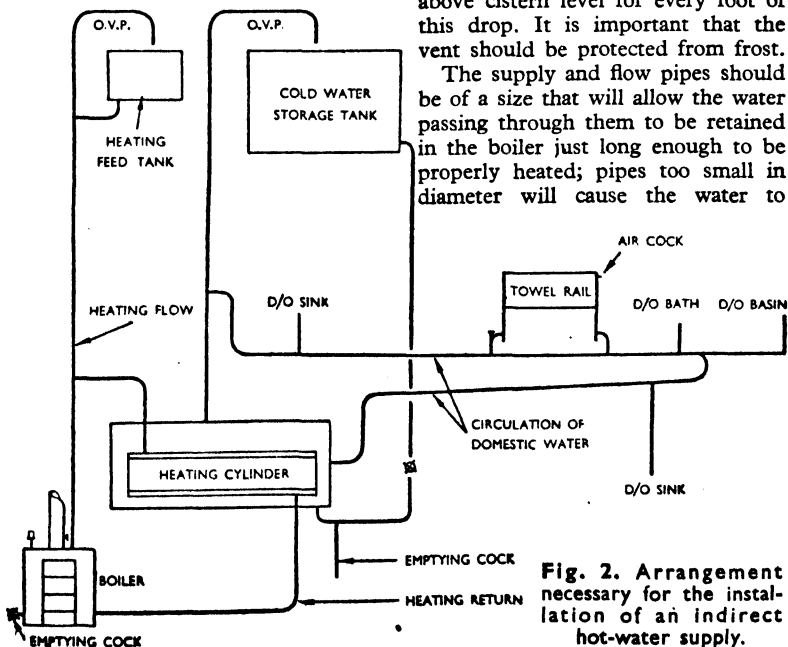 above cistern level for every foot of
this drop. It is important that the
vent should be protected from frost.
The supply and flow pipes should
be of a size that will allow the water
passing through them to be retained
in the boiler just long enough to be
properly heated; pipes too small in
diameter will cause the water to
O.V.P.
O.V.P.
HEATING
FEED TANK
COLD WATER
STORAGE TANK
AIR COCK
HEATING FLOW
D/O SINK
TOWEL RAIL
D/O BATH
D/O BASIN
CIRCULATION OF
DOMESTIC WATER
HEATING CYLINDER
D/O SINK
BOILER
EMPTYING COCK
HEATING RETURN
EMPTYING COCK
Fig. 2. Arrangement
necessary for the instal-
lation of an indirect
hot-water supply.